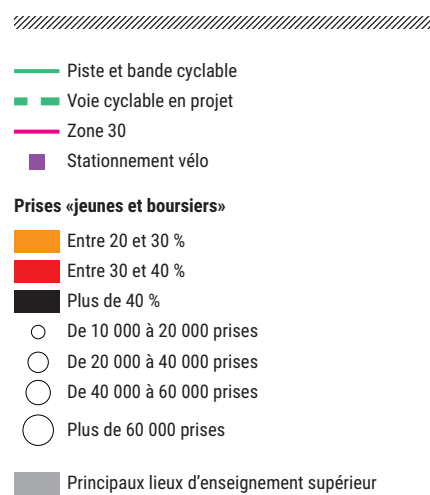 Piste et bande cyclable
Voie cyclable en projet
Zone 30
Stationnement vélo
Prises «jeunes et boursiers»
Entre 20 et 30 %
Entre 30 et 40 %
Plus de 40 %
De 10 000 à 20 000 prises
De 20 000 à 40 000 prises
De 40 000 à 60 000 prises
Plus de 60 000 prises
Principaux lieux d’enseignement supérieur